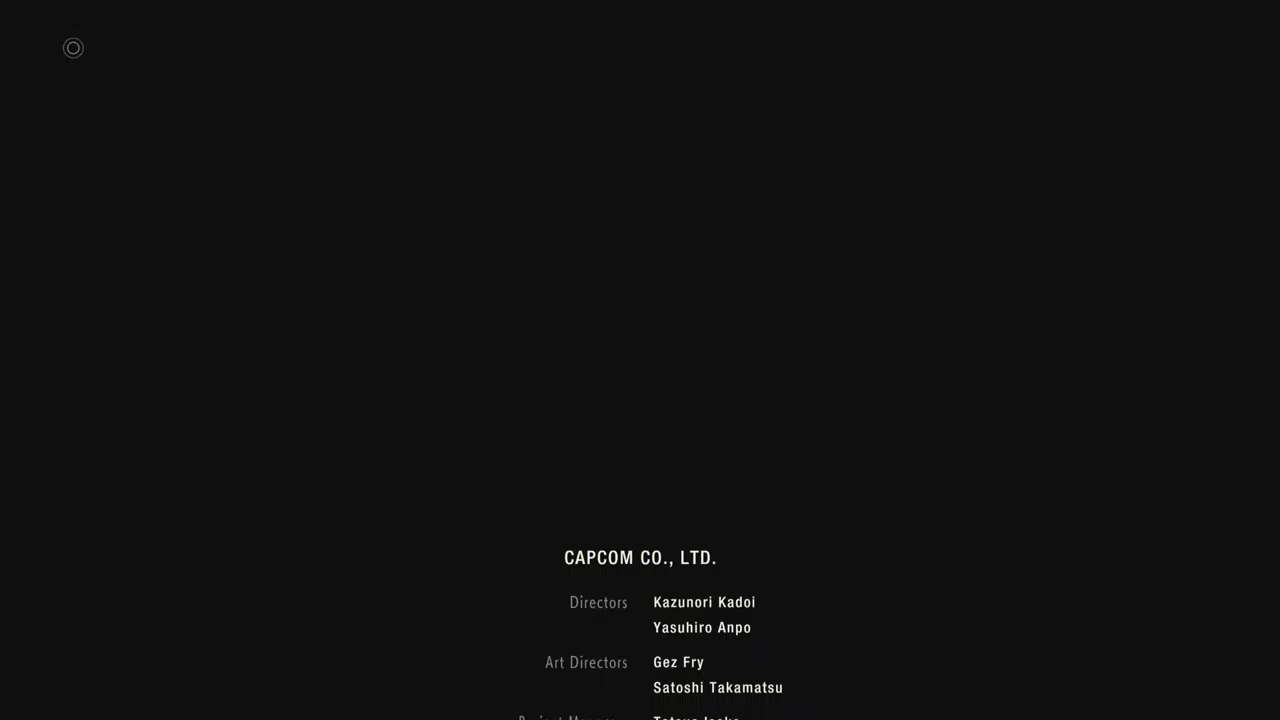 CAPCOM CO., LTD.
Directors Kazunori Kadoi
Yasuhiro Anpo
Art Directors Gez Fry
Satoshi Takamatsu